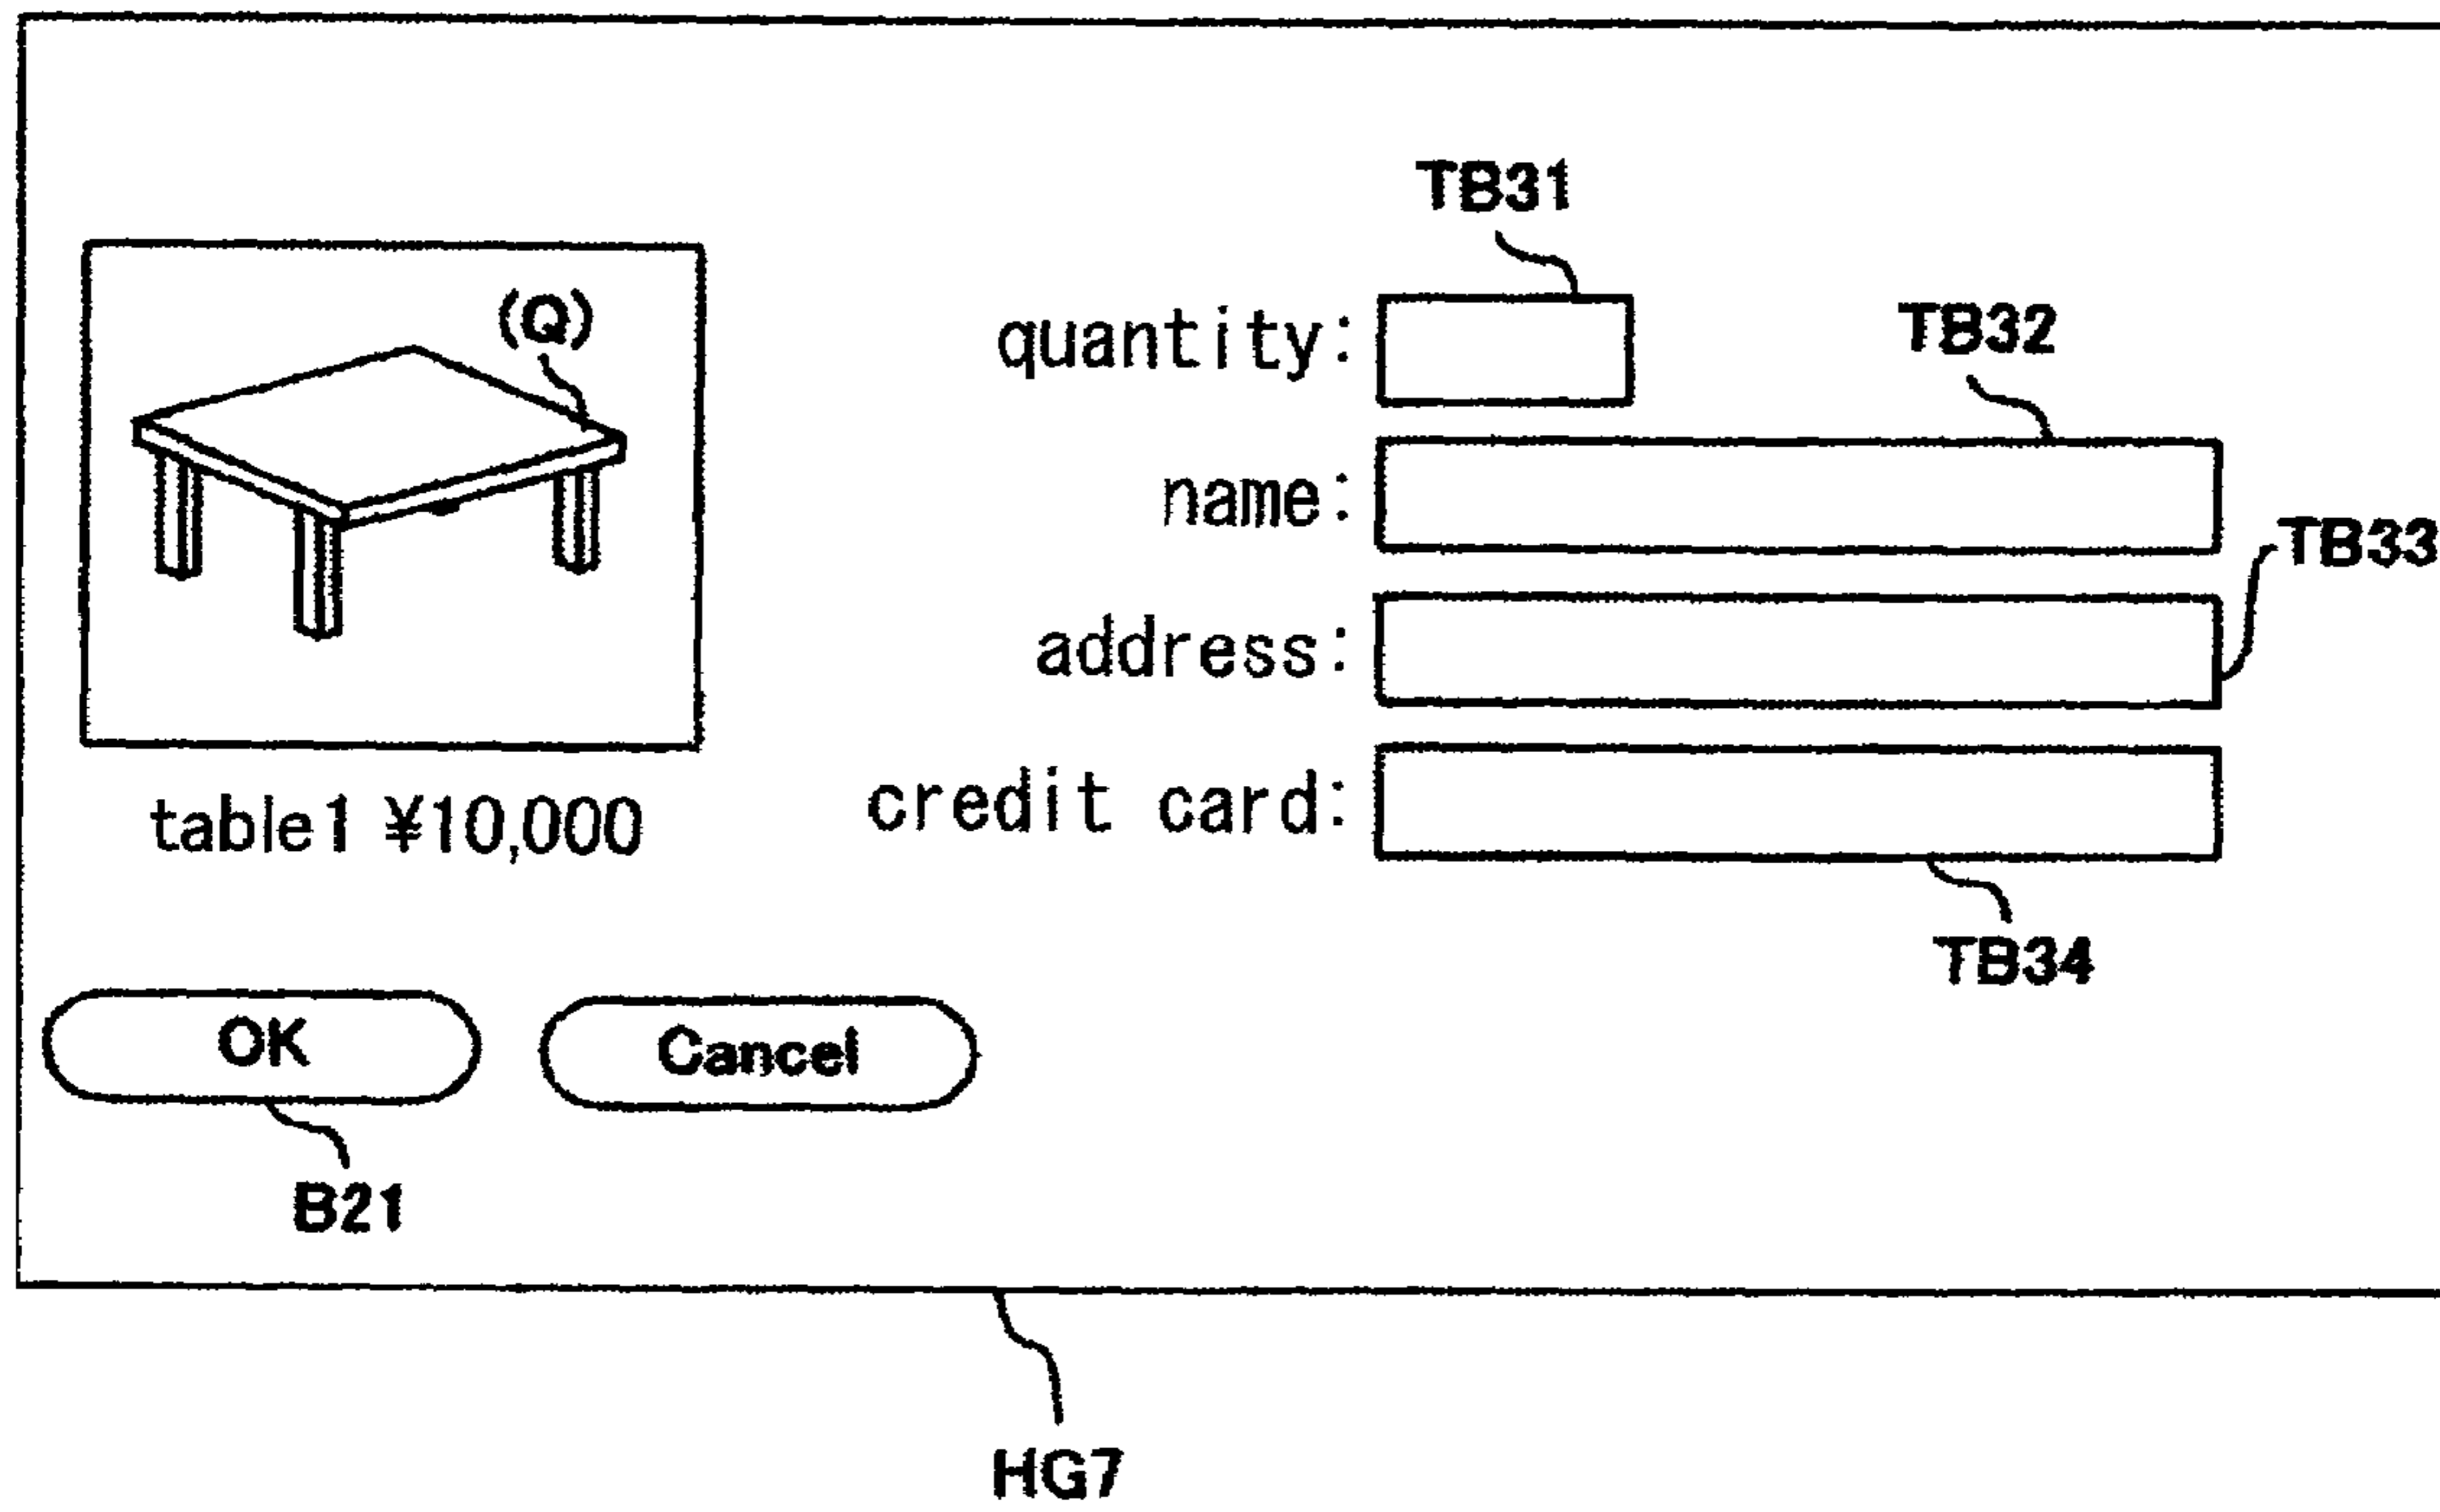 TB31
(Q)
quantity:
TB32
name:
TB33
address:
table1 ¥10,000
credit card:
TB34
OK
Cancel
B21
HG7